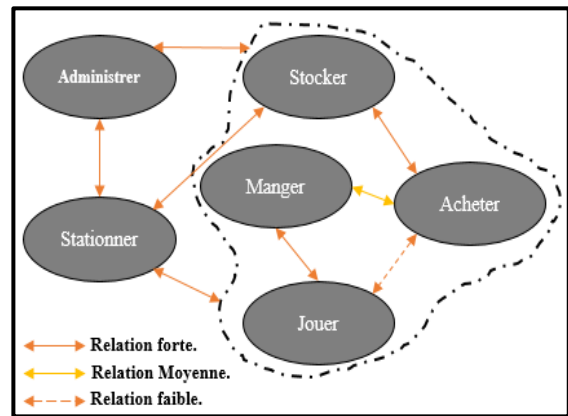 Administrer
Stocker
Manger
Acheter
Stationner
Jouer
Relation forte.
Relation Moyenne.
Relation faible.